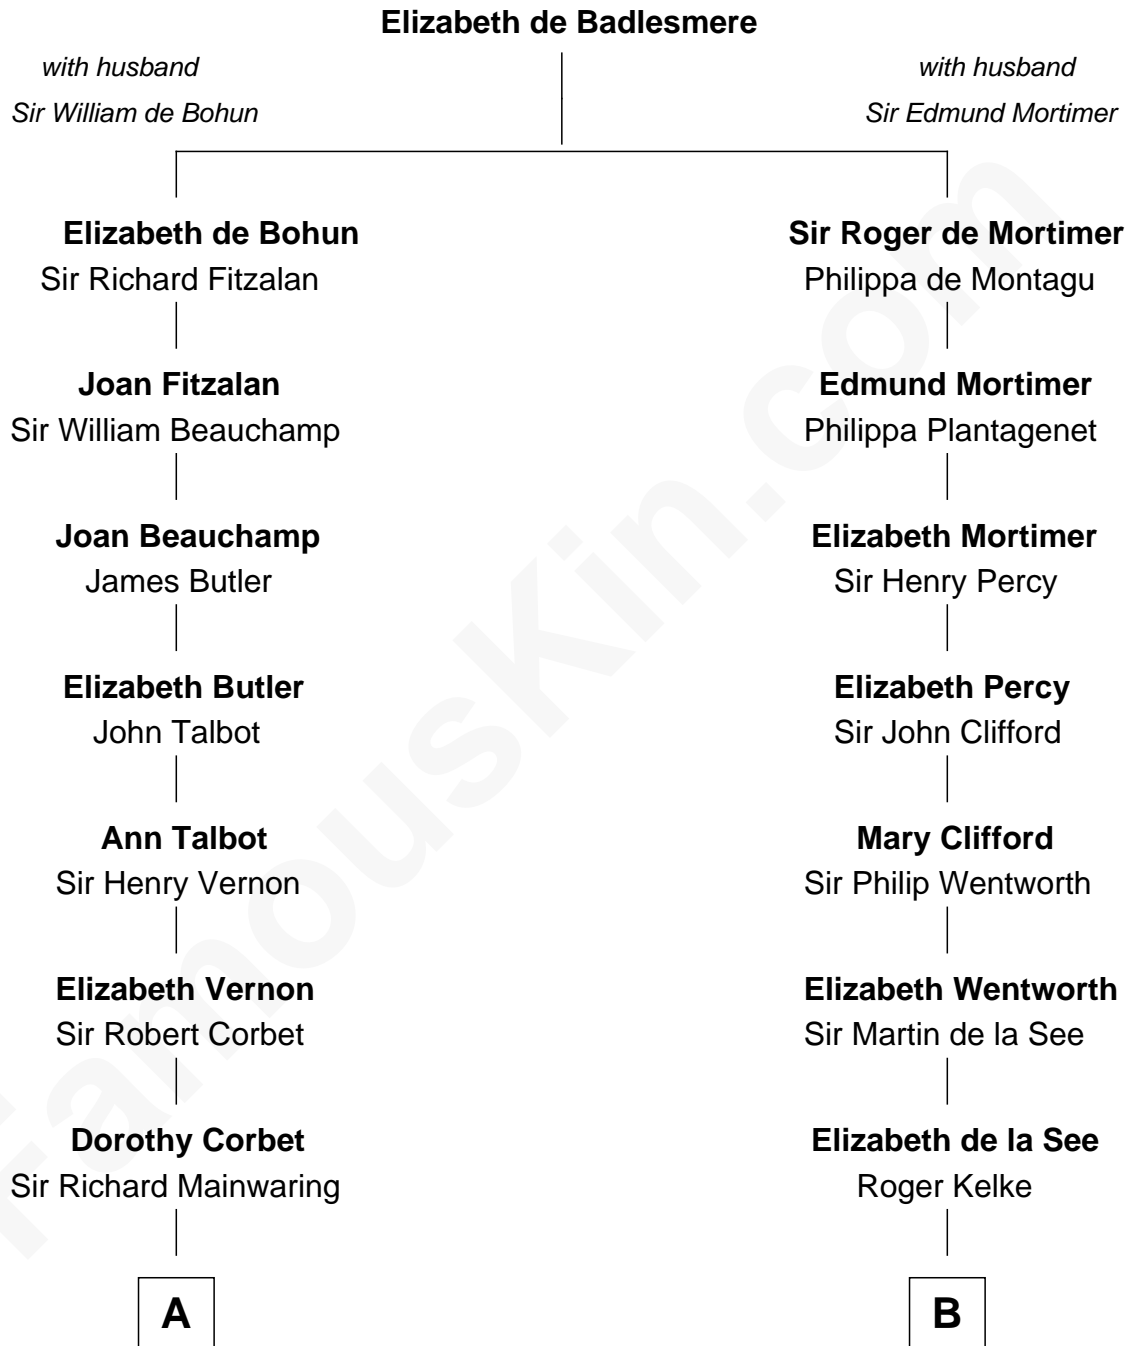 Elizabeth de Badlesmere
with husband
Sir William de Bohun
with husband
Sir Edmund Mortimer
Elizabeth de Bohun
Sir Richard Fitzalan
Sir Roger de Mortimer
Philippa de Montagu
Joan Fitzalan
Sir William Beauchamp
Edmund Mortimer
Philippa Plantagenet
Joan Beauchamp
James Butler
Elizabeth Mortimer
Sir Henry Percy
Elizabeth Butler
John Talbot
Elizabeth Percy
Sir John Clifford
Ann Talbot
Sir Henry Vernon
Mary Clifford
Sir Philip Wentworth
Elizabeth Vernon
Sir Robert Corbet
Elizabeth Wentworth
Sir Martin de la See
Dorothy Corbet
Sir Richard Mainwaring
Elizabeth de la See
Roger Kelke
A
B
FamousKin.com